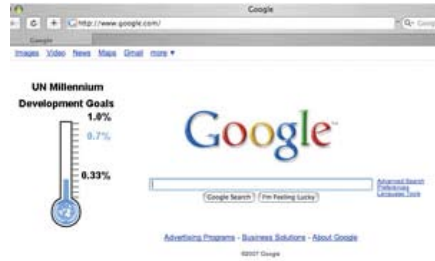 Google
http://www.google.com/
Google
Images Video News Maps Gmail more ▼
UN Millennium
Development Goals
1.0%
0.7%
0.33%
Google
Advanced Search
Preferences
Language Tools
Google Search I'm Feeling Lucky
Advertising Programs - Business Solutions - About Google
©2007 Google